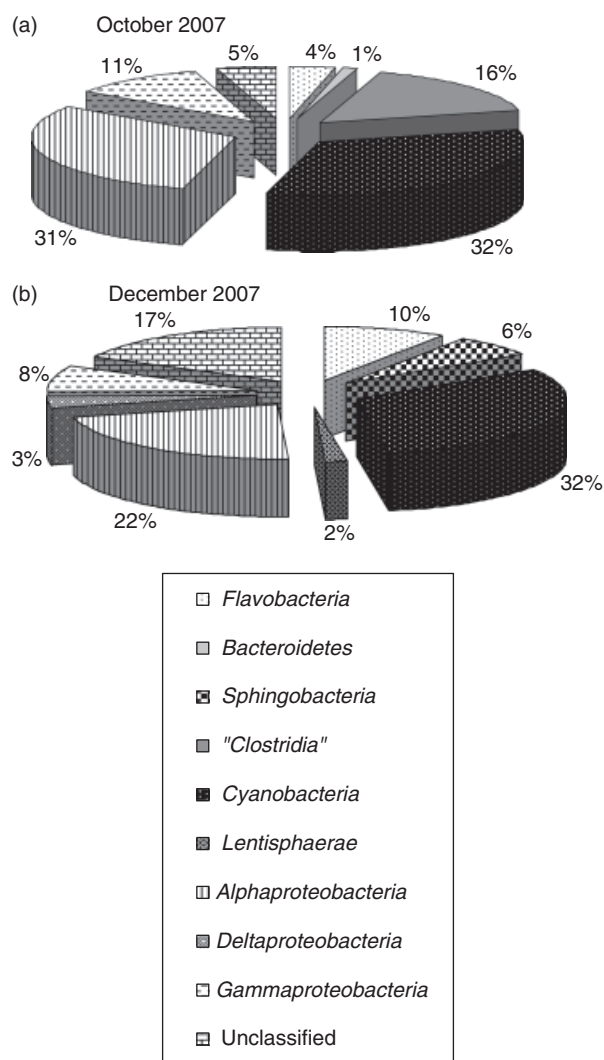 (a) October 2007
11% 5% 4% 1% 16%
31% 32%
(b) December 2007
17% 10% 6%
8%
3% 32%
22% 2%
Flavobacteria
Bacteroidetes
Sphingobacteria
"Clostridia"
Cyanobacteria
Lentisphaerae
Alphaproteobacteria
Deltaproteobacteria
Gammaproteobacteria
Unclassified